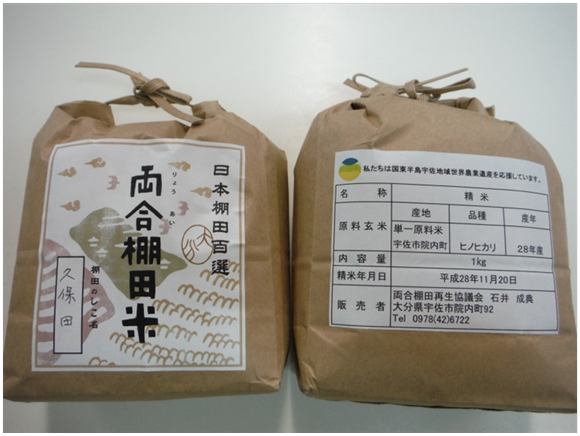 日本棚田百選
両合棚田米
りょう あい
棚田のしこ名
久保田
大分
私たちは国東半島宇佐地域世界農業遺産を応援しています。
名 称 精米
産地 品種 産年
原料玄米 単一原料米
宇佐市院内町 ヒノヒカリ 28年産
内容量 1kg
精米年月日 平成28年11月20日
販売者 両合棚田再生協議会 石井 成典
大分県宇佐市院内町92
Tel 0978(42)6722